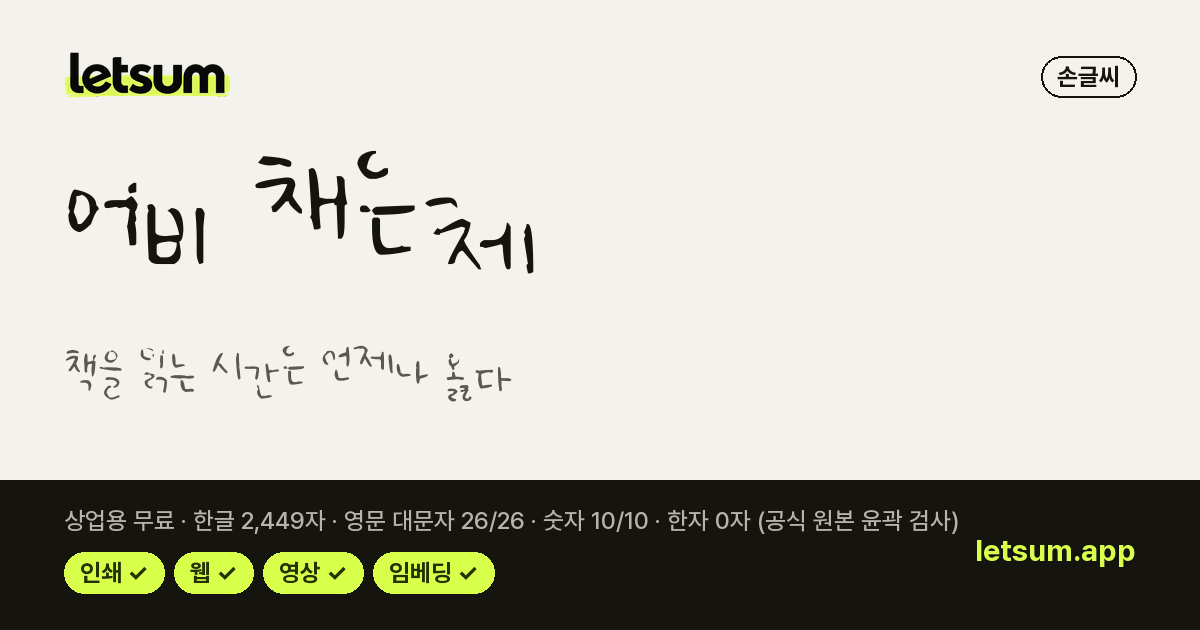 letsum
손글씨
어비 채은체
책을 읽는 시간은 언제나 옳다
상업용 무료 · 한글 2,449자 · 영문 대문자 26/26 · 숫자 10/10 · 한자 0자 (공식 원본 윤곽 검사)
인쇄 ✓ 웹 ✓ 영상 ✓ 임베딩 ✓
letsum.app